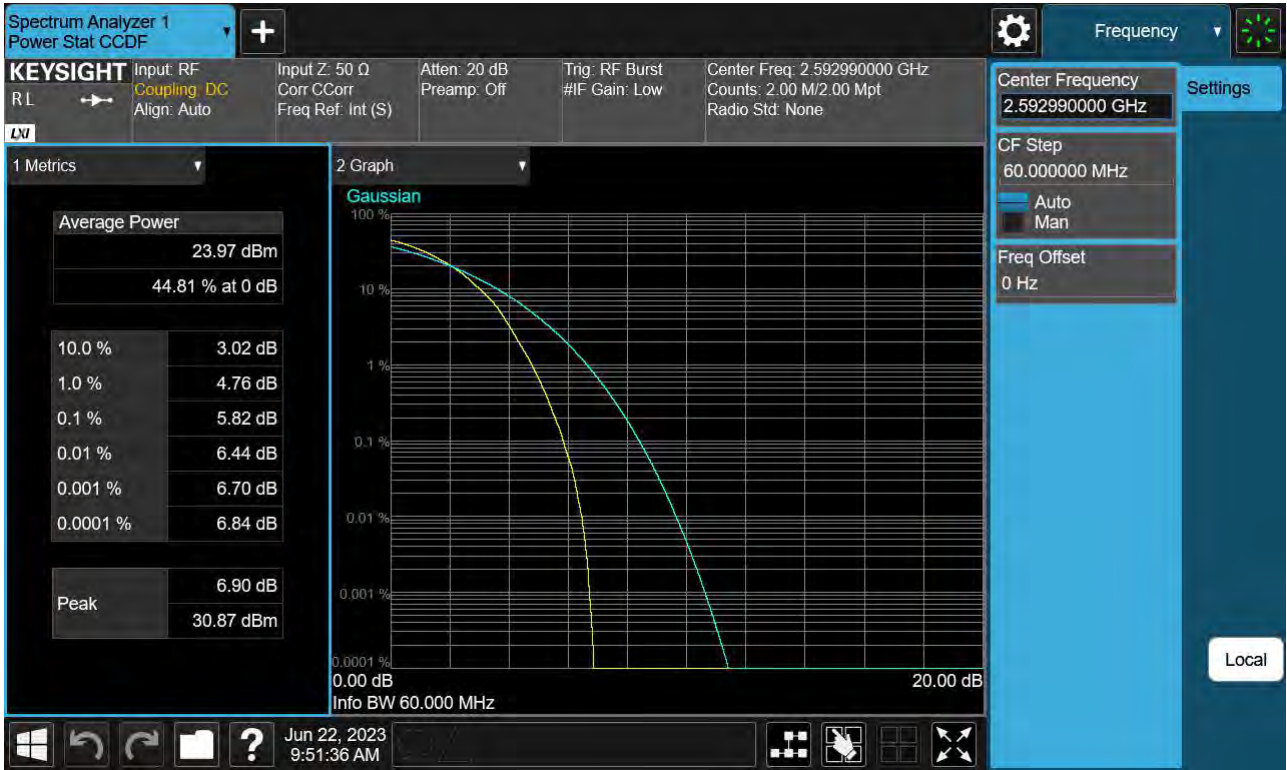 Spectrum Analyzer 1
Power Stat CCDF
+
Frequency
KEYSIGHT
R L
LXI
Input: RF
Coupling: DC
Align: Auto
Input Z: 50 Ω
Corr CCorr
Freq Ref: Int (S)
Atten: 20 dB
Preamp: Off
Trig: RF Burst
#IF Gain: Low
Center Freq: 2.592990000 GHz
Counts: 2.00 M/2.00 Mpt
Radio Std: None
Center Frequency
2.592990000 GHz
Settings
CF Step
60.000000 MHz
Auto
Man
Freq Offset
0 Hz
Local
1 Metrics
Average Power
23.97 dBm
44.81 % at 0 dB
10.0 % 3.02 dB
1.0 % 4.76 dB
0.1 % 5.82 dB
0.01 % 6.44 dB
0.001 % 6.70 dB
0.0001 % 6.84 dB
Peak
6.90 dB
30.87 dBm
2 Graph
Gaussian
100 %
10 %
1 %
0.1 %
0.01 %
0.001 %
0.0001 %
0.00 dB 20.00 dB
Info BW 60.000 MHz
?
Jun 22, 2023
9:51:36 AM